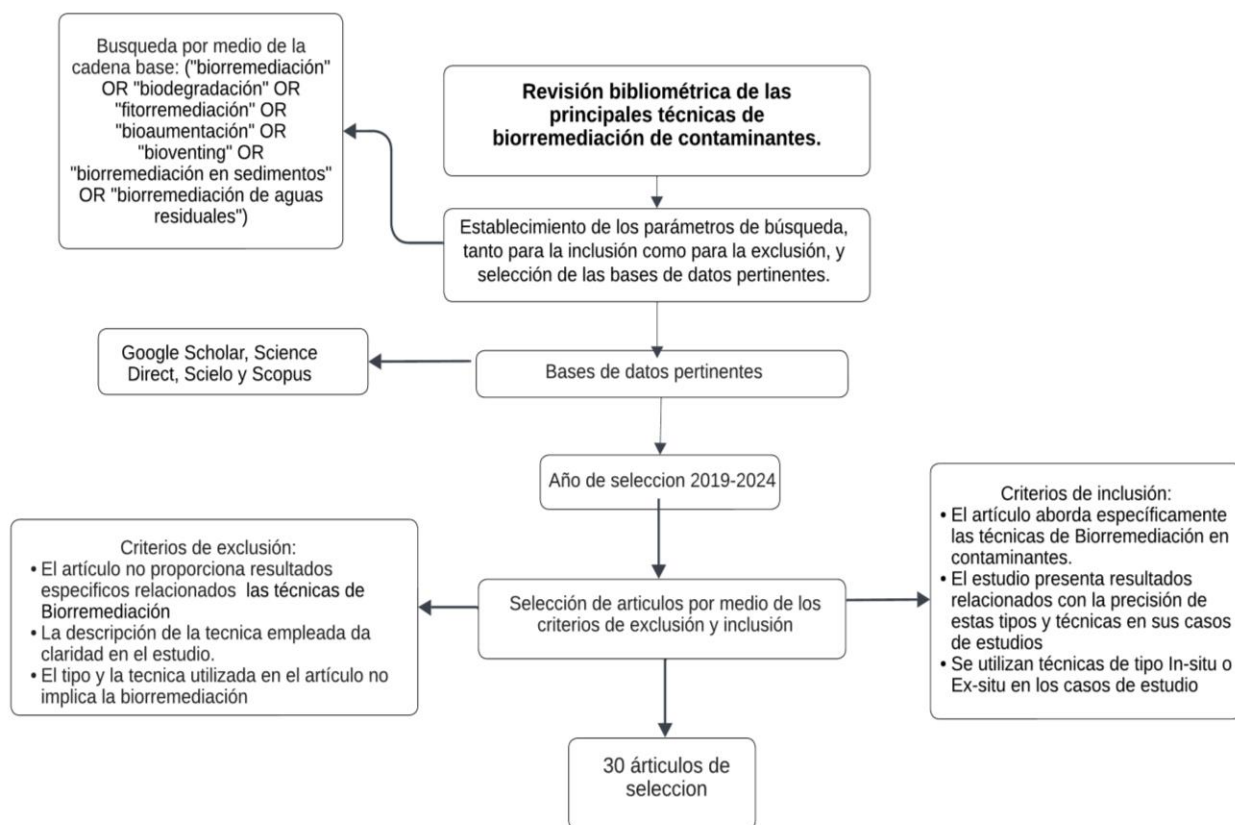 Busqueda por medio de la
cadena base: ("biorremediación"
OR "biodegradación" OR
"fitorremediación" OR
"bioaumentación" OR
"bioventing" OR
"biorremediación en sedimentos"
OR "biorremediación de aguas
residuales")
Revisión bibliométrica de las
principales técnicas de
biorremediación de contaminantes.
Establecimiento de los parámetros de búsqueda,
tanto para la inclusión como para la exclusión, y
selección de las bases de datos pertinentes.
Google Scholar, Science
Direct, Scielo y Scopus
Bases de datos pertinentes
Año de seleccion 2019-2024
Criterios de exclusión:
• El artículo no proporciona resultados
especificos relacionados las técnicas de
Biorremediación
• La descripción de la tecnica empleada da
claridad en el estudio.
• El tipo y la tecnica utilizada en el artículo no
implica la biorremediación
Selección de articulos por medio de los
criterios de exclusión y inclusión
Criterios de inclusión:
• El artículo aborda específicamente
las técnicas de Biorremediación en
contaminantes.
• El estudio presenta resultados
relacionados con la precisión de
estas tipos y técnicas en sus casos
de estudios
• Se utilizan técnicas de tipo In-situ o
Ex-situ en los casos de estudio
30 árticulos de
seleccion